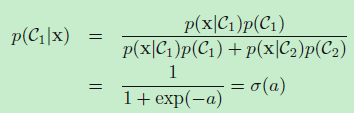 p(𝒞₁|x) = p(x|𝒞₁)p(𝒞₁) / p(x|𝒞₁)p(𝒞₁) + p(x|𝒞₂)p(𝒞₂)
= 1 / 1 + exp(−a) = σ(a)